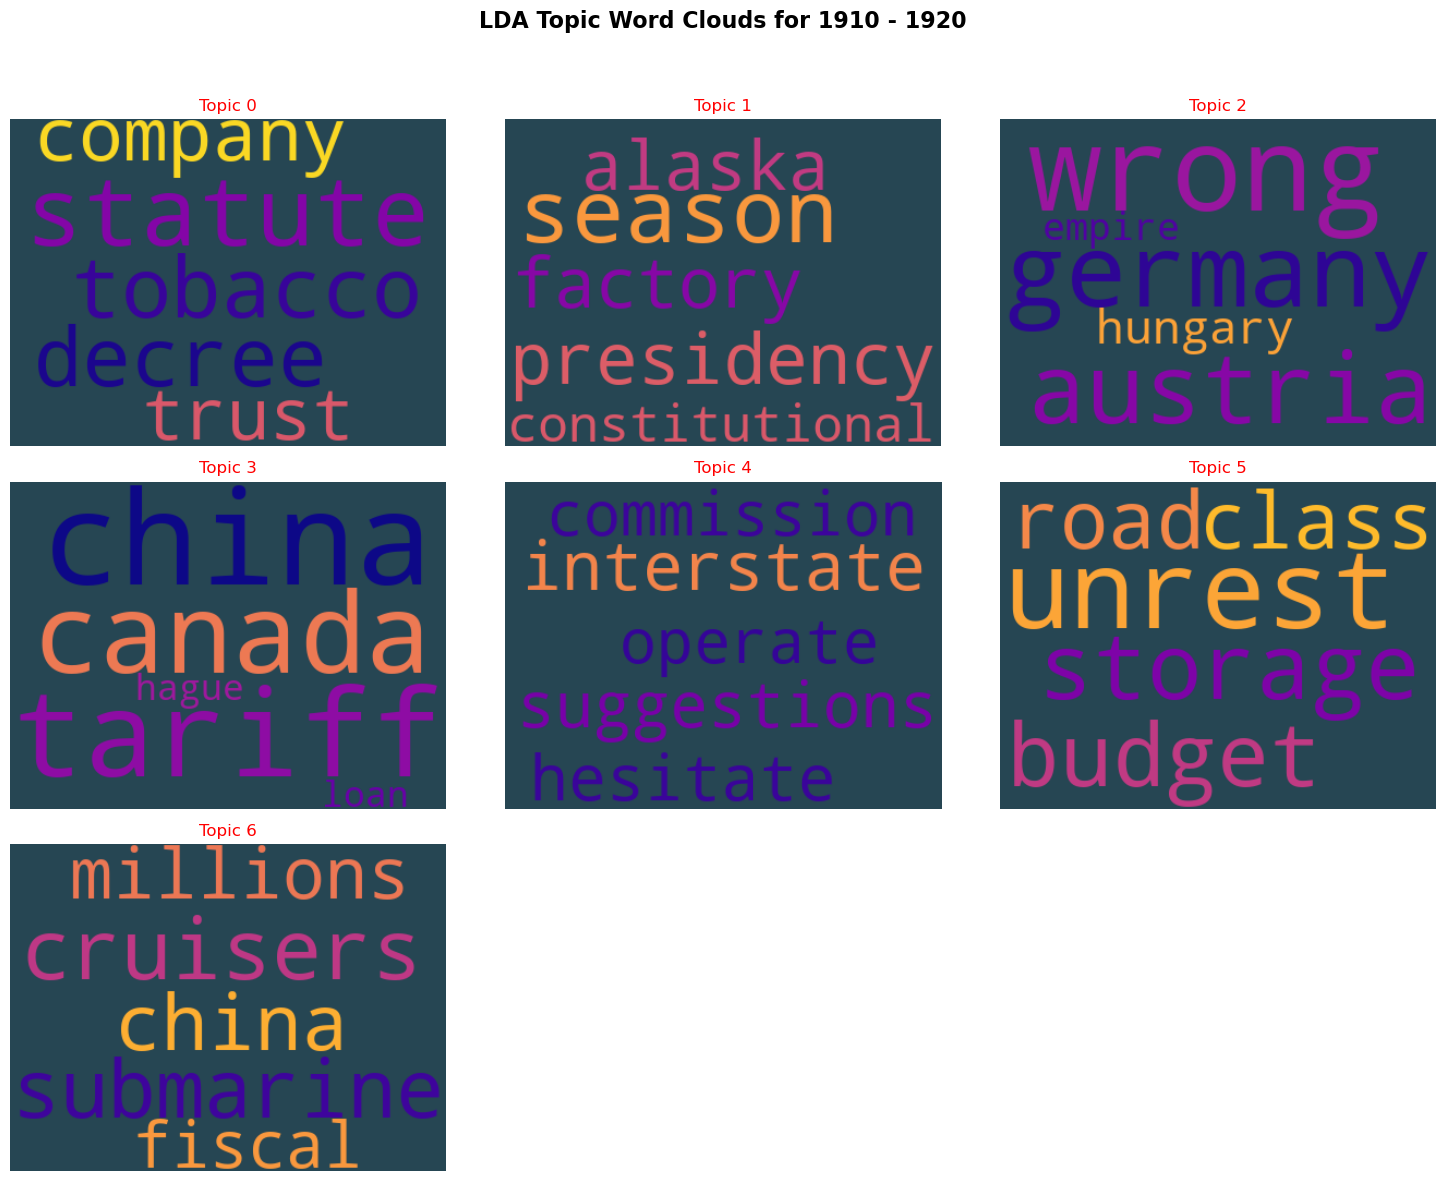 LDA Topic Word Clouds for 1910 - 1920
Topic 0
company
statute
tobacco
decree
trust
Topic 1
alaska
season
factory
presidency
constitutional
Topic 2
wrong
empire
germany
hungary
austria
Topic 3
china
canada
hague
tariff
loan
Topic 4
commission
interstate
operate
suggestions
hesitate
Topic 5
road class
unrest
storage
budget
Topic 6
millions
cruisers
china
submarine
fiscal